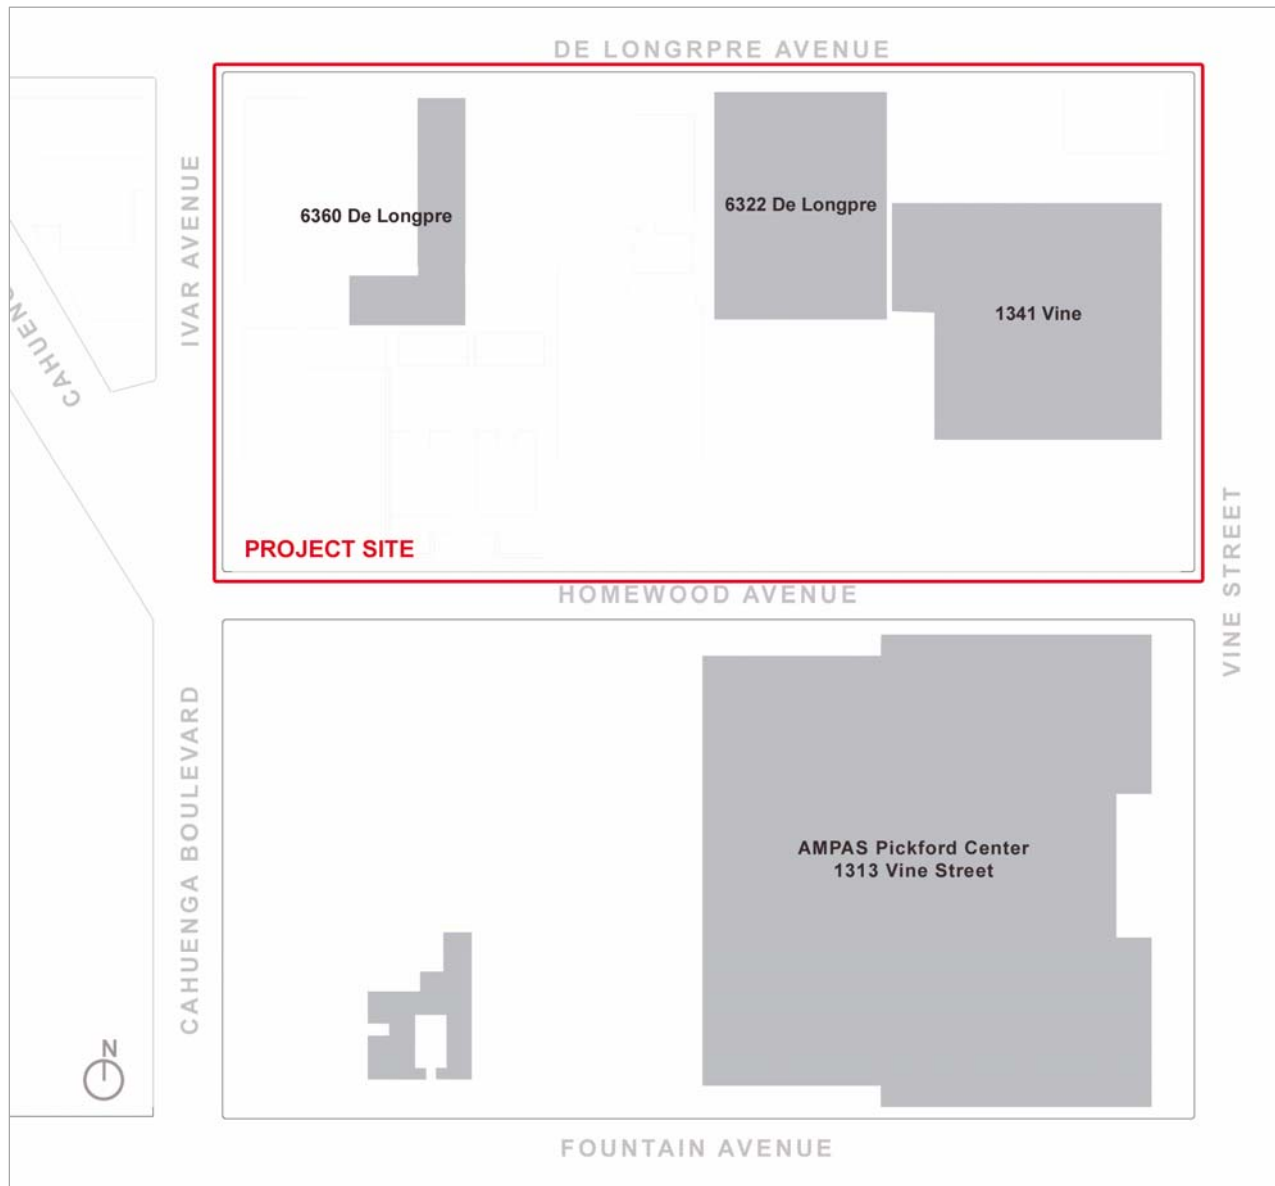 DE LONGRPRE AVENUE
IVAR AVENUE
6360 De Longpre
6322 De Longpre
1341 Vine
CAHUENG
PROJECT SITE
HOMEWOOD AVENUE
VINE STREET
CAHUENGA BOULEVARD
AMPAS Pickford Center
1313 Vine Street
N
FOUNTAIN AVENUE